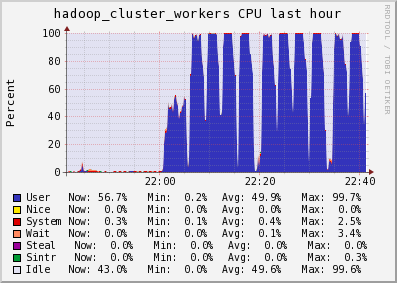 hadoop_cluster_workers CPU last hour
RRDTOOL / TOBI OETIKER
Percent
100
80
60
40
20
0
22:00 22:20 22:40
User Now: 56.7% Min: 0.2% Avg: 49.9% Max: 99.7%
Nice Now: 0.0% Min: 0.0% Avg: 0.0% Max: 0.0%
System Now: 0.3% Min: 0.1% Avg: 0.4% Max: 2.5%
Wait Now: 0.0% Min: 0.0% Avg: 0.1% Max: 3.4%
Steal Now: 0.0% Min: 0.0% Avg: 0.0% Max: 0.0%
Sintr Now: 0.0% Min: 0.0% Avg: 0.0% Max: 0.3%
Idle Now: 43.0% Min: 0.0% Avg: 49.6% Max: 99.6%